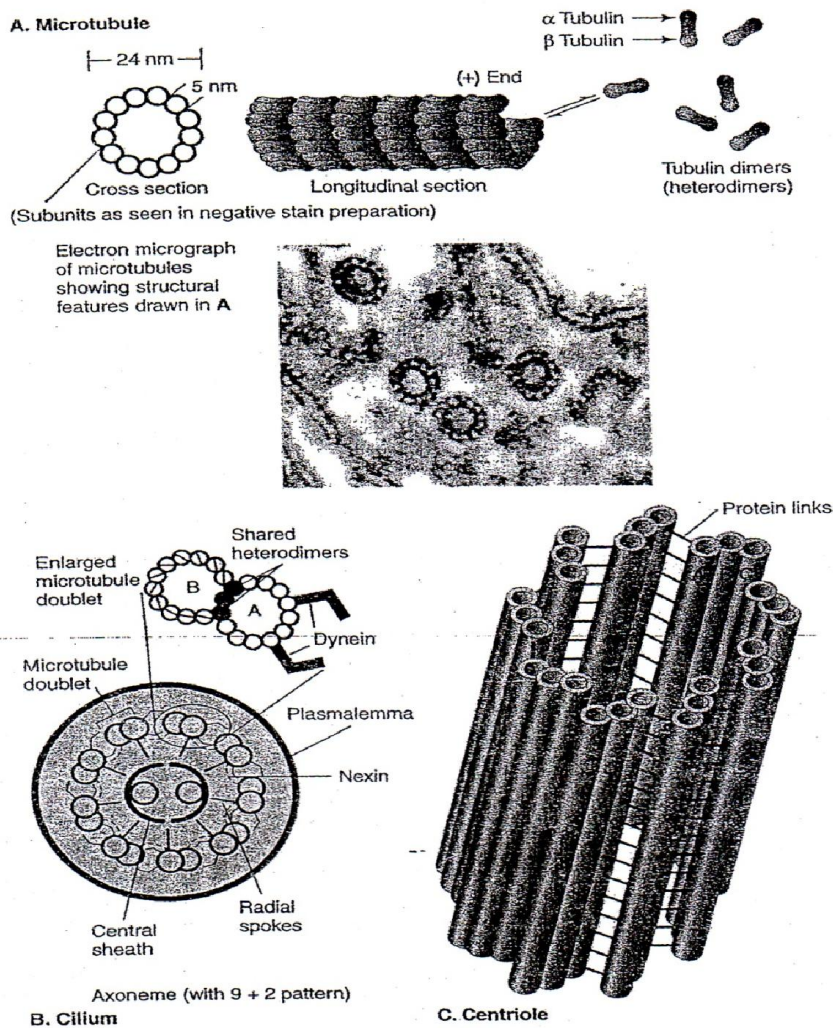 A. Microtubule
24 nm
5 nm
Cross section
(Subunits as seen in negative stain preparation)
(+) End
Longitudinal section
α Tubulin
β Tubulin
Tubulin dimers
(heterodimers)
Electron micrograph
of microtubules
showing structural
features drawn in A
Enlarged
microtubule
doublet
Shared
heterodimers
B
A
Dynein
Microtubule
doublet
Plasmalemma
Nexin
Radial
spokes
Central
sheath
Axoneme (with 9 + 2 pattern)
B. Cilium
Protein links
C. Centriole